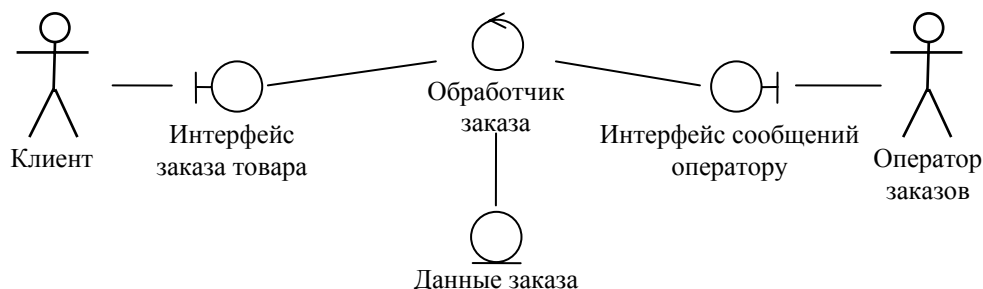 Клиент
Интерфейс
заказа товара
Обработчик
заказа
Интерфейс сообщений
оператору
Оператор
заказов
Данные заказа